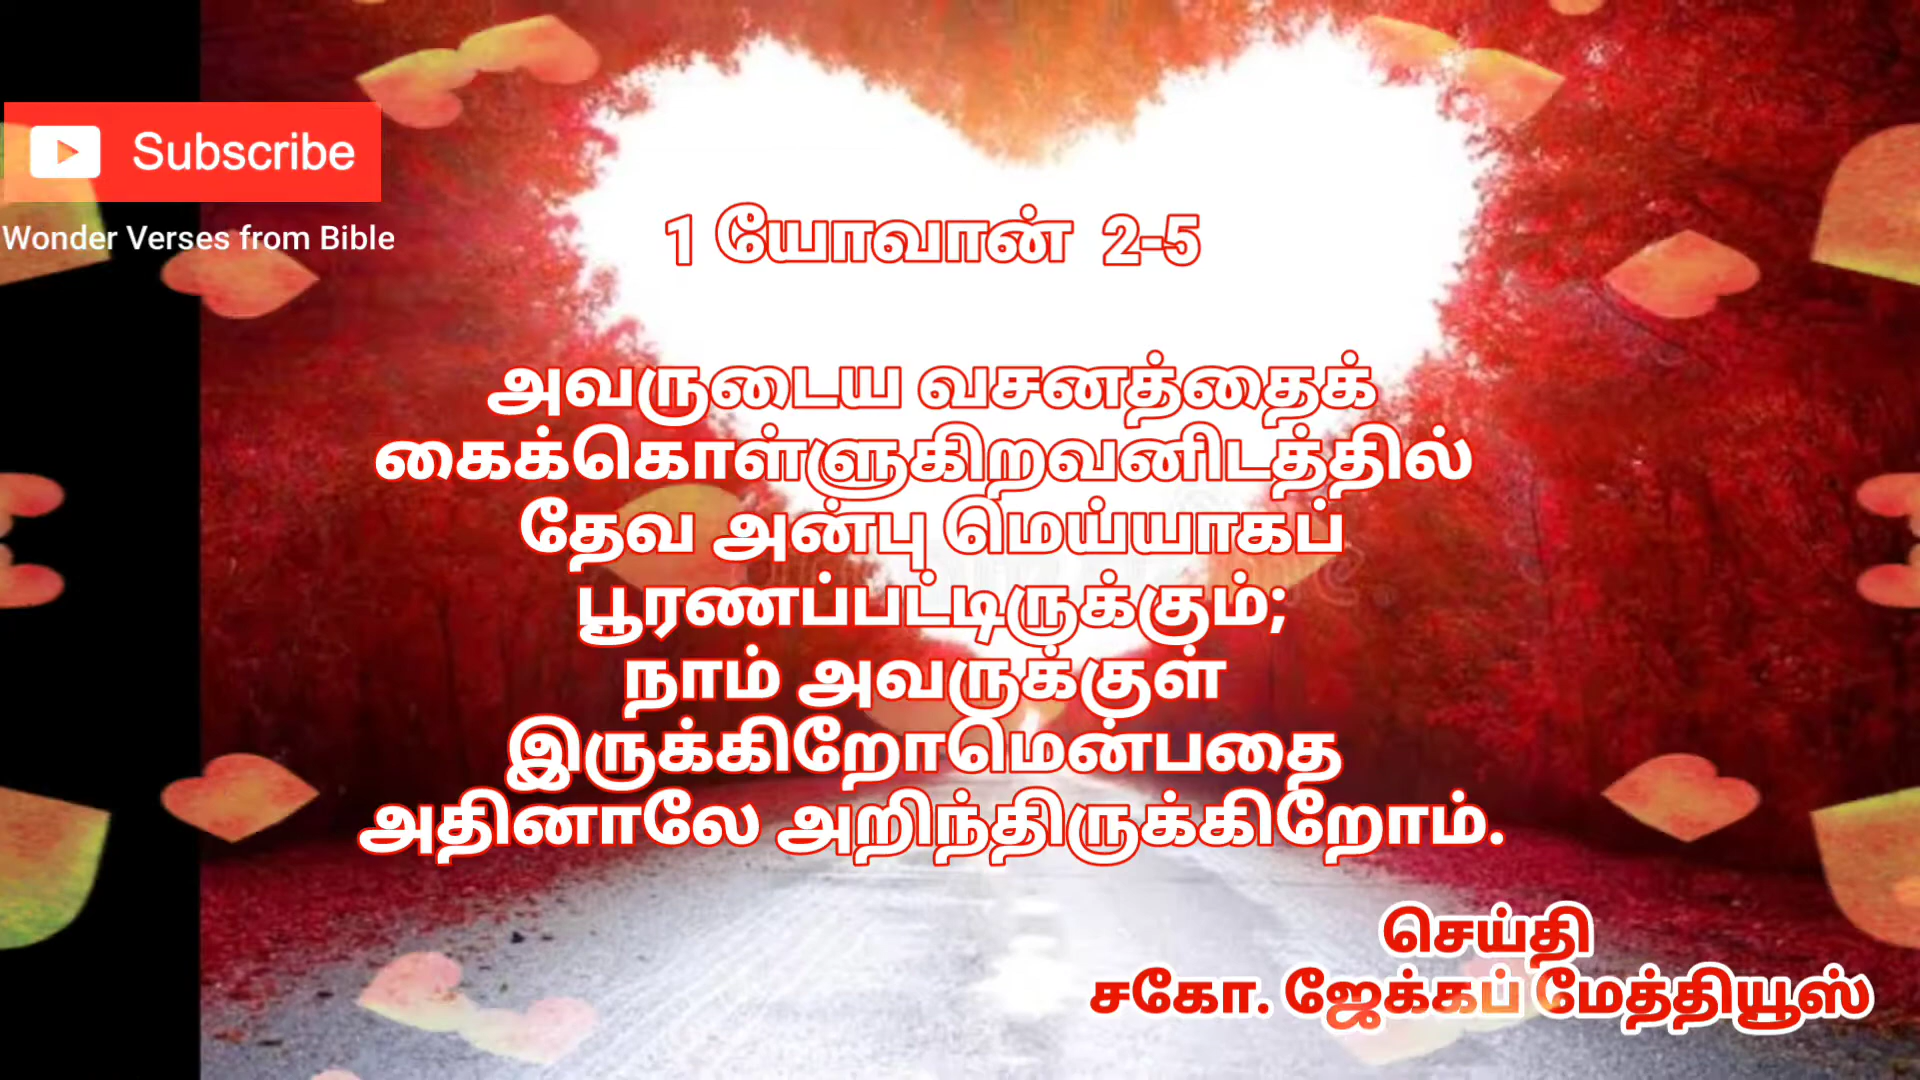 Subscribe
Wonder Verses from Bible
1 யோவான் 2-5
அவருடைய வசனத்தைக்
கைக்கொள்ளுகிறவனிடத்தில்
தேவ அன்பு மெய்யாகப்
பூரணப்பட்டிருக்கும்;
நாம் அவருக்குள்
இருக்கிறோமென்பதை
அதினாலே அறிந்திருக்கிறோம்.
செய்தி
சகோ. ஜேக்கப் மேத்தியூஸ்